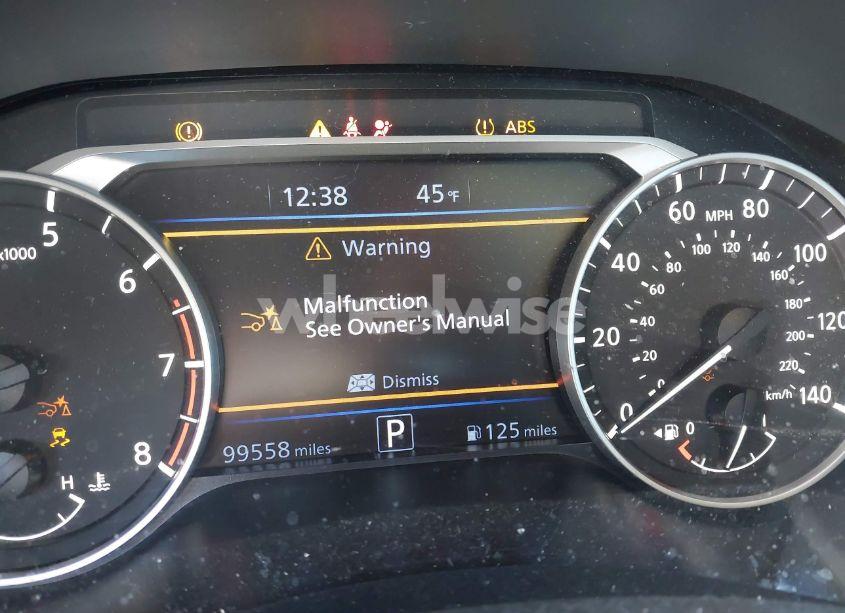 ABS
12:38 45°F
Warning
Malfunction
See Owner's Manual
Dismiss
99558 miles P 125 miles
x1000
5
6
7
8
H
0
20
40
60 MPH 80
100
120
140
0
20
40
60
80
100
120
140
160
180
200
220
km/h
0
wheelwise